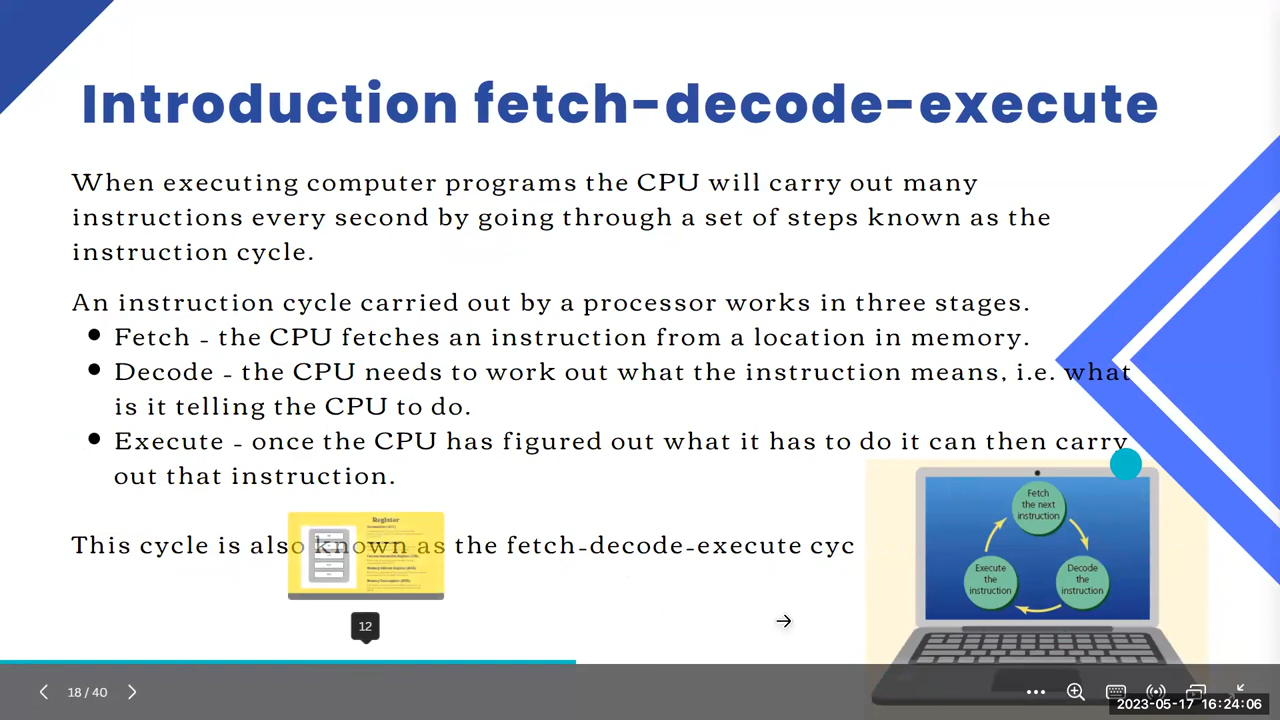 Introduction fetch-decode-execute
When executing computer programs the CPU will carry out many
instructions every second by going through a set of steps known as the
instruction cycle.
An instruction cycle carried out by a processor works in three stages.
Fetch - the CPU fetches an instruction from a location in memory.
Decode - the CPU needs to work out what the instruction means, i.e. what
is it telling the CPU to do.
Execute - once the CPU has figured out what it has to do it can then carry
out that instruction.
This cycle is also known as the fetch-decode-execute cyc
Fetch
the next
instruction
Execute
the
instruction
Decode
the
instruction
Register
12
18 / 40
2023-05-17 16:24:06